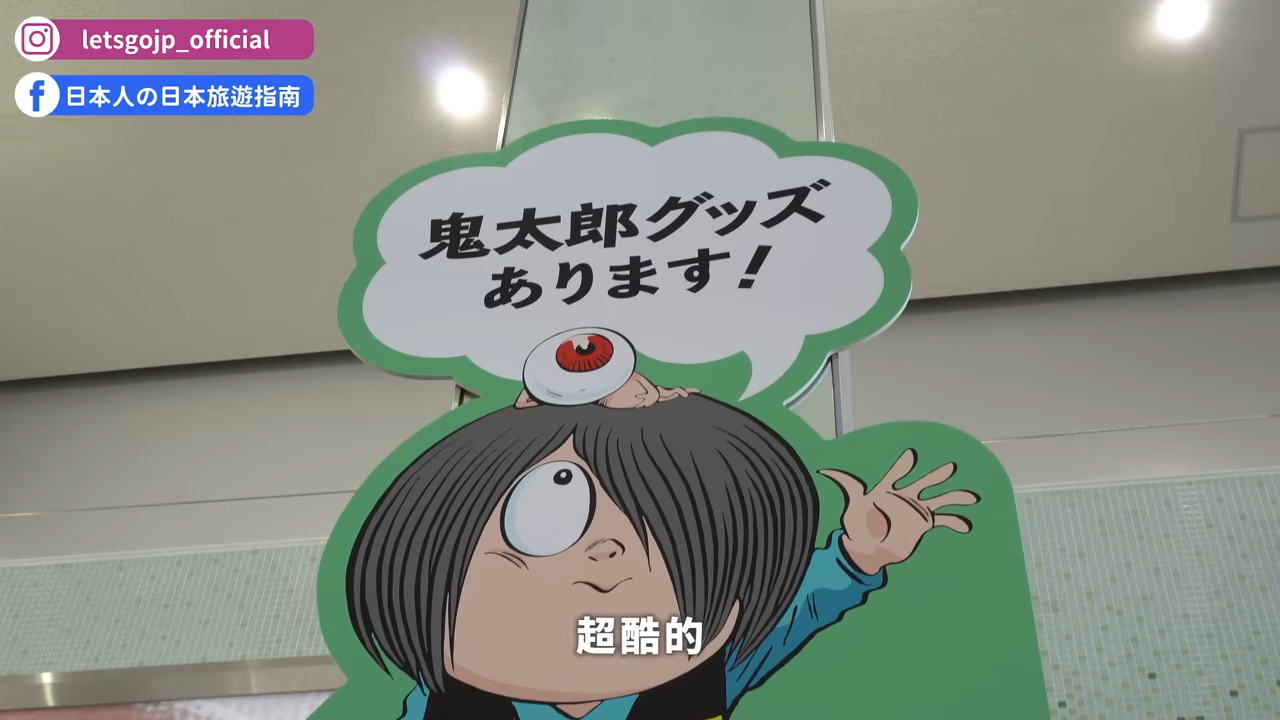 letsgojp_official
日本人の日本旅遊指南
鬼太郎グッズ
あります!
超酷的